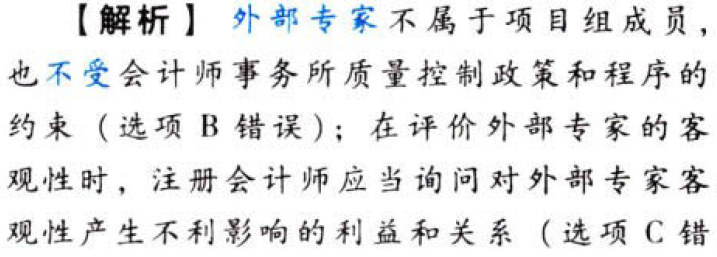 【解析】 外部专家不属于项目组成员，
也不受会计师事务所质量控制政策和程序的
约束（选项 B 错误）；在评价外部专家的客
观性时，注册会计师应当询问对外部专家客
观性产生不利影响的利益和关系（选项 C 错